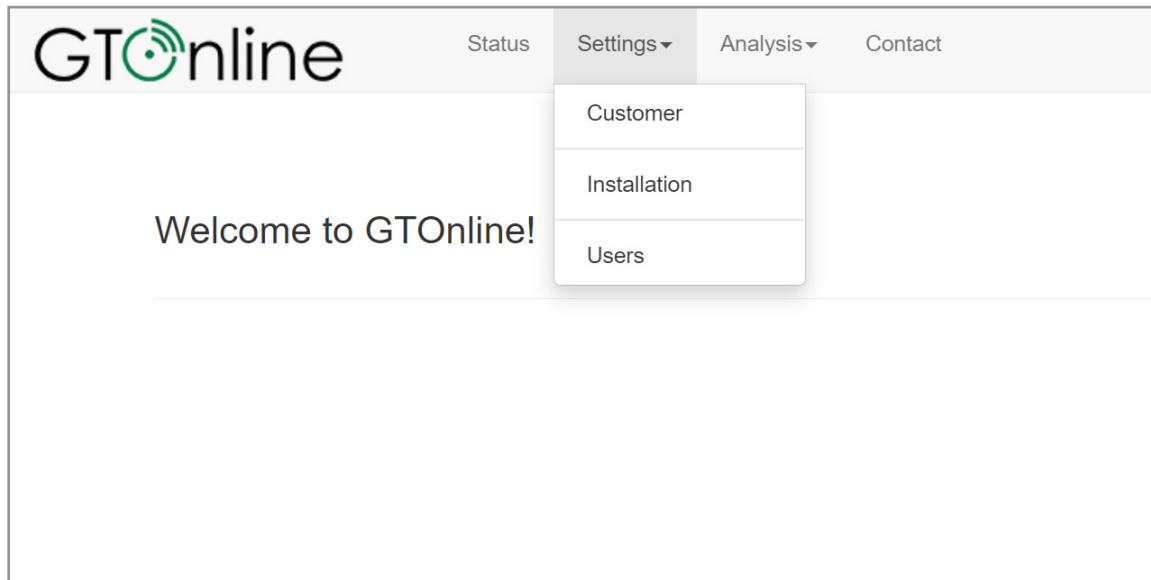 GTOnline Status Settings Analysis Contact
Customer
Installation
Welcome to GTOnline!
Users